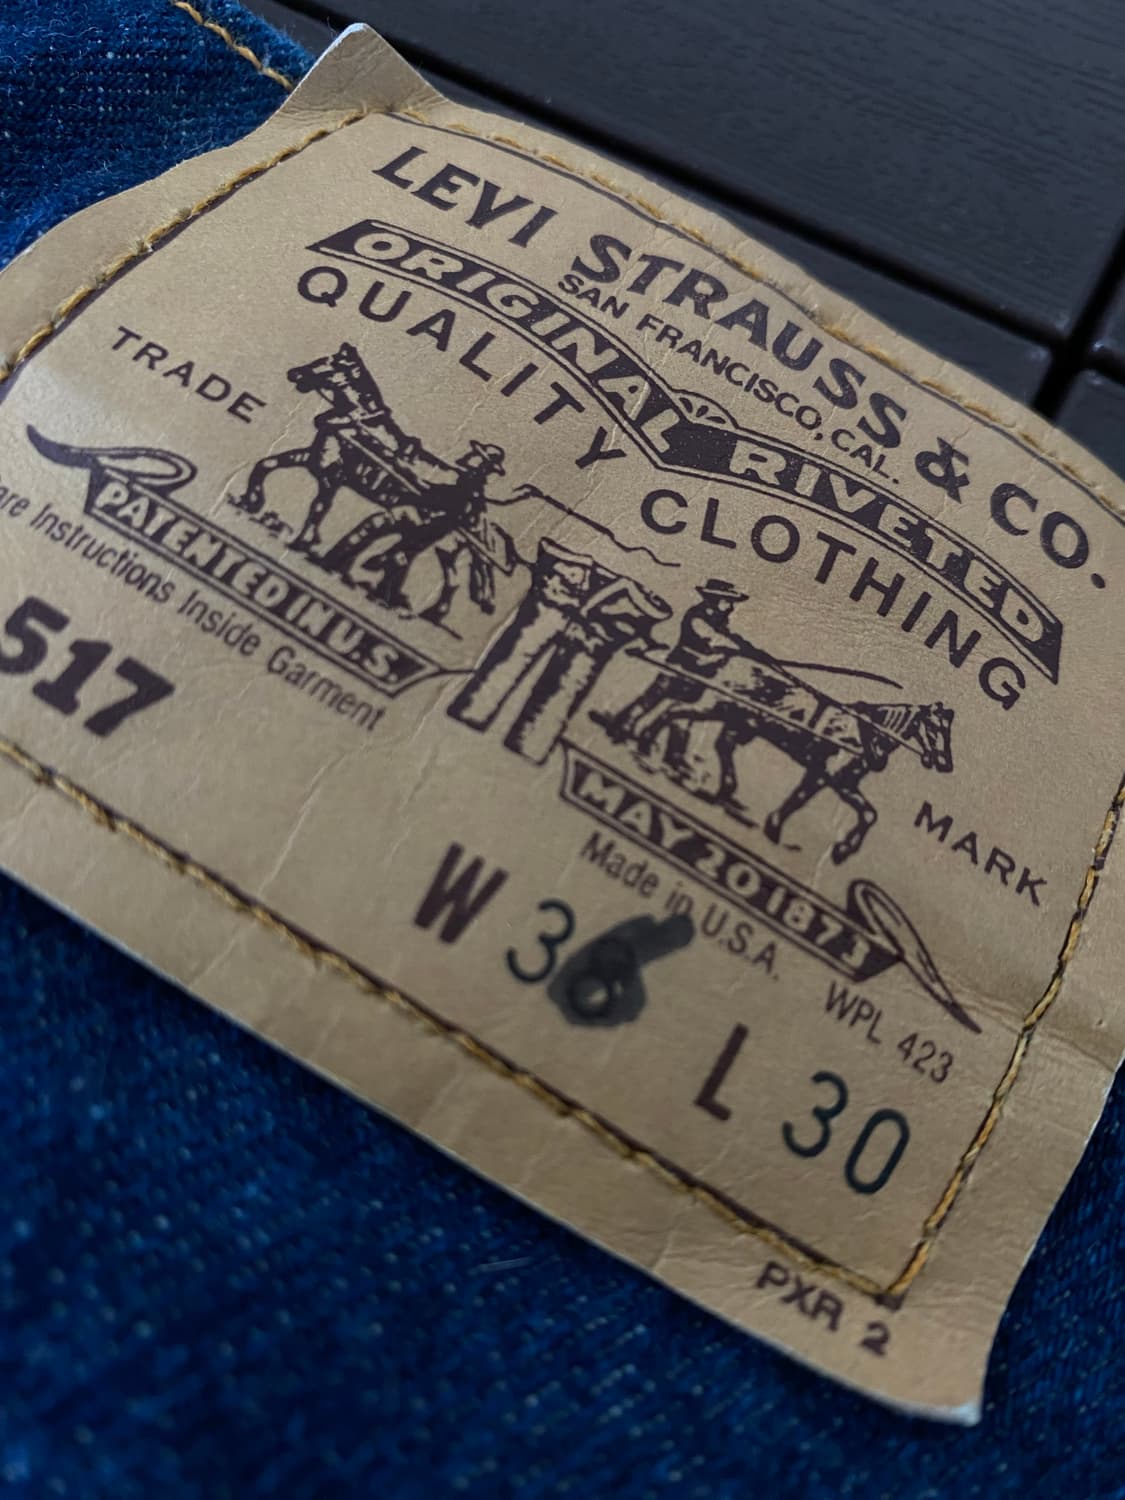 LEVI STRAUSS & CO.
SAN FRANCISCO, CAL.
ORIGINAL RIVETED
QUALITY CLOTHING
TRADE MARK
PATENTED IN U.S. MAY 20 1873
are Instructions Inside Garment
Made in U.S.A.
WPL 423
517
W 36 L 30
PXR 2